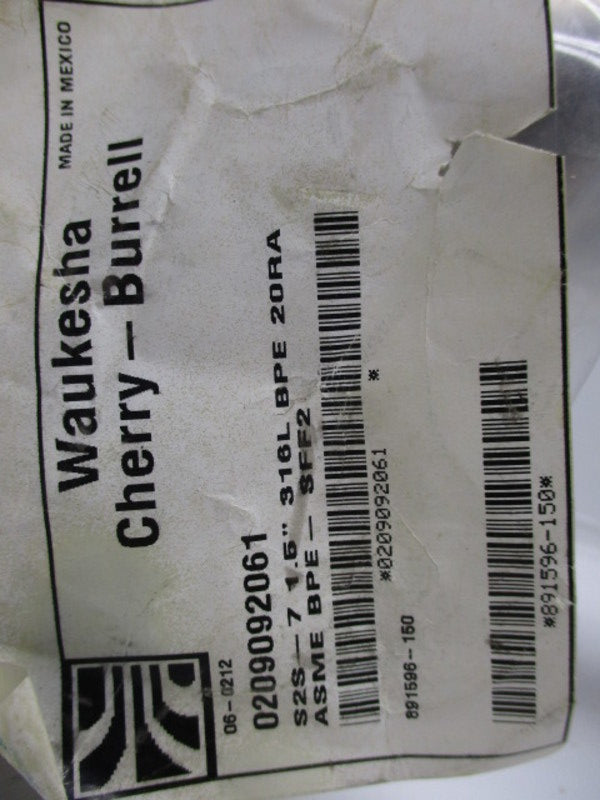 Waukesha
Cherry-Burrell
MADE IN MEXICO
06-0212
0209092061
S2S-7 1.5" 316L BPE 20RA
ASME BPE - SFF2
*0209092061*
891596-150
*891596-150*